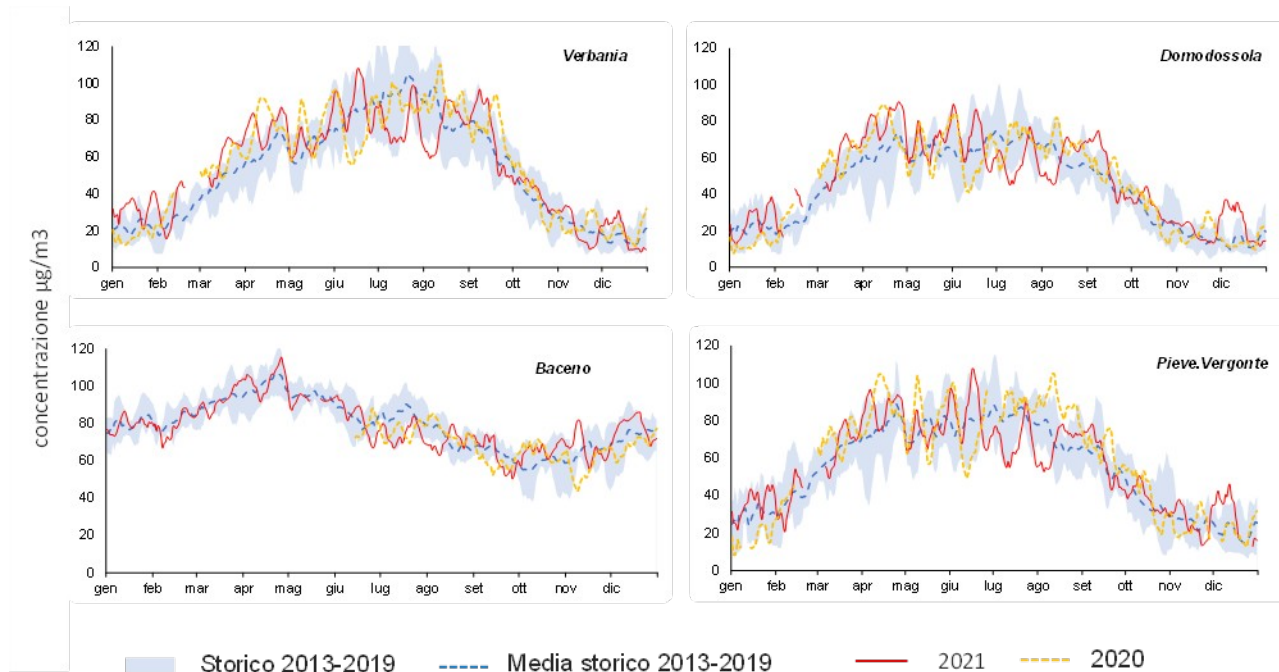 concentrazione µg/m3
Verbania
120
100
80
60
40
20
0
gen feb mar apr mag giu lug ago set ott nov dic
Domodossola
120
100
80
60
40
20
0
gen feb mar apr mag giu lug ago set ott nov dic
Baceno
120
100
80
60
40
20
0
gen feb mar apr mag giu lug ago set ott nov dic
Pieve.Vergonte
120
100
80
60
40
20
0
gen feb mar apr mag giu lug ago set ott nov dic
Storico 2013-2019 Media storico 2013-2019 2021 2020